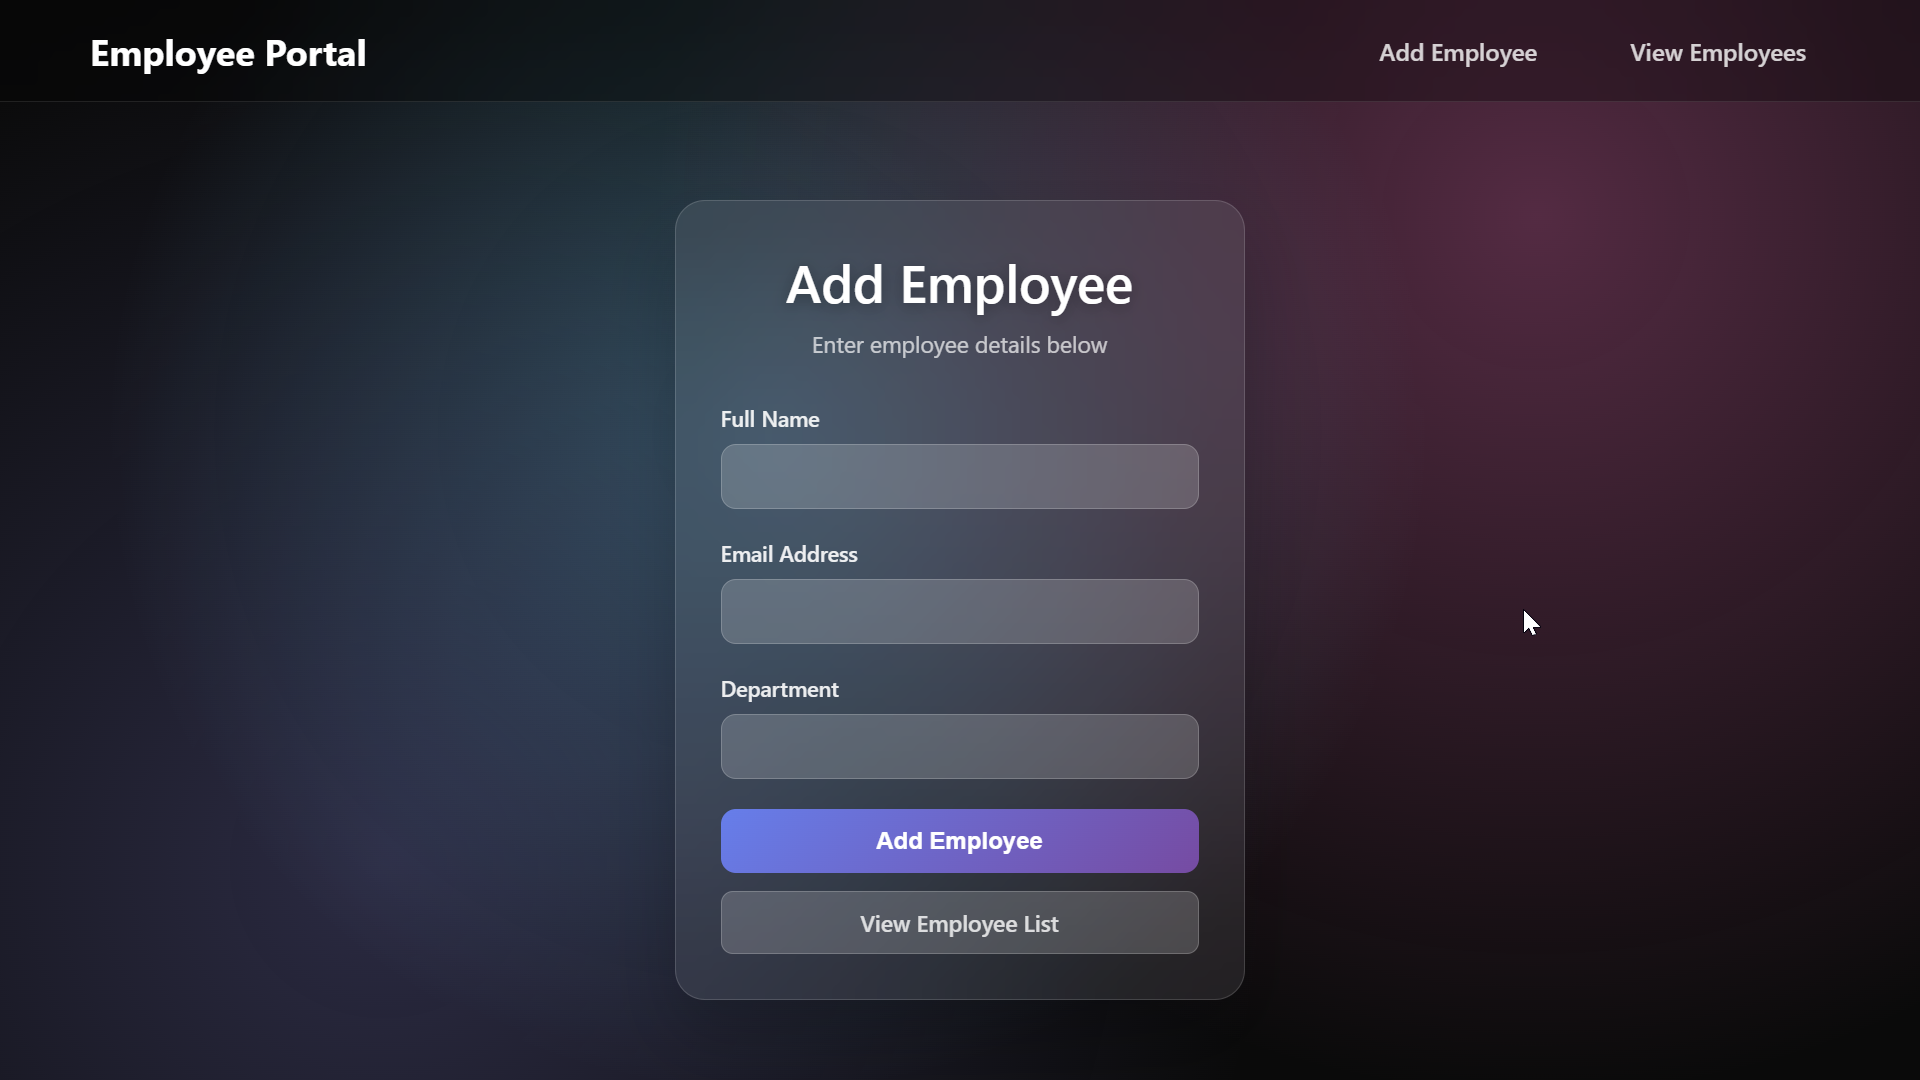 Employee Portal
Add Employee
View Employees
Add Employee
Enter employee details below
Full Name
Email Address
Department
Add Employee
View Employee List